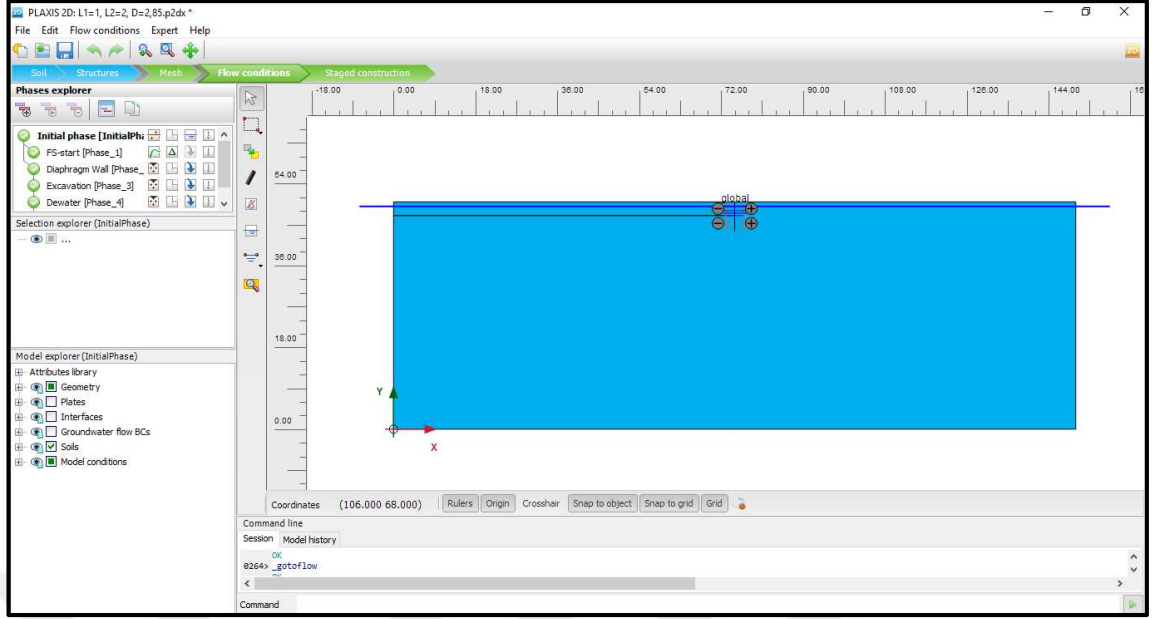 PLAXIS 2D: L1=1, L2=2, D=2,85.p2dx *
File Edit Flow conditions Expert Help
Soil Structures Mesh Flow conditions Staged construction
Phases explorer
Initial phase [InitialPha
FS-start [Phase_1]
Diaphragm Wall [Phase_
Excavation [Phase_3]
Dewater [Phase_4]
Selection explorer (InitialPhase)
...
Model explorer (InitialPhase)
Attributes library
Geometry
Plates
Interfaces
Groundwater flow BCs
Soils
Model conditions
-18.00 0.00 18.00 36.00 54.00 72.00 90.00 108.00 126.00 144.00 16
54.00
36.00
18.00
0.00
global
Y
X
Coordinates (106.000 68.000) Rulers Origin Crosshair Snap to object Snap to grid Grid
Command line
Session Model history
OK
0264> _gotoflow
OK
Command